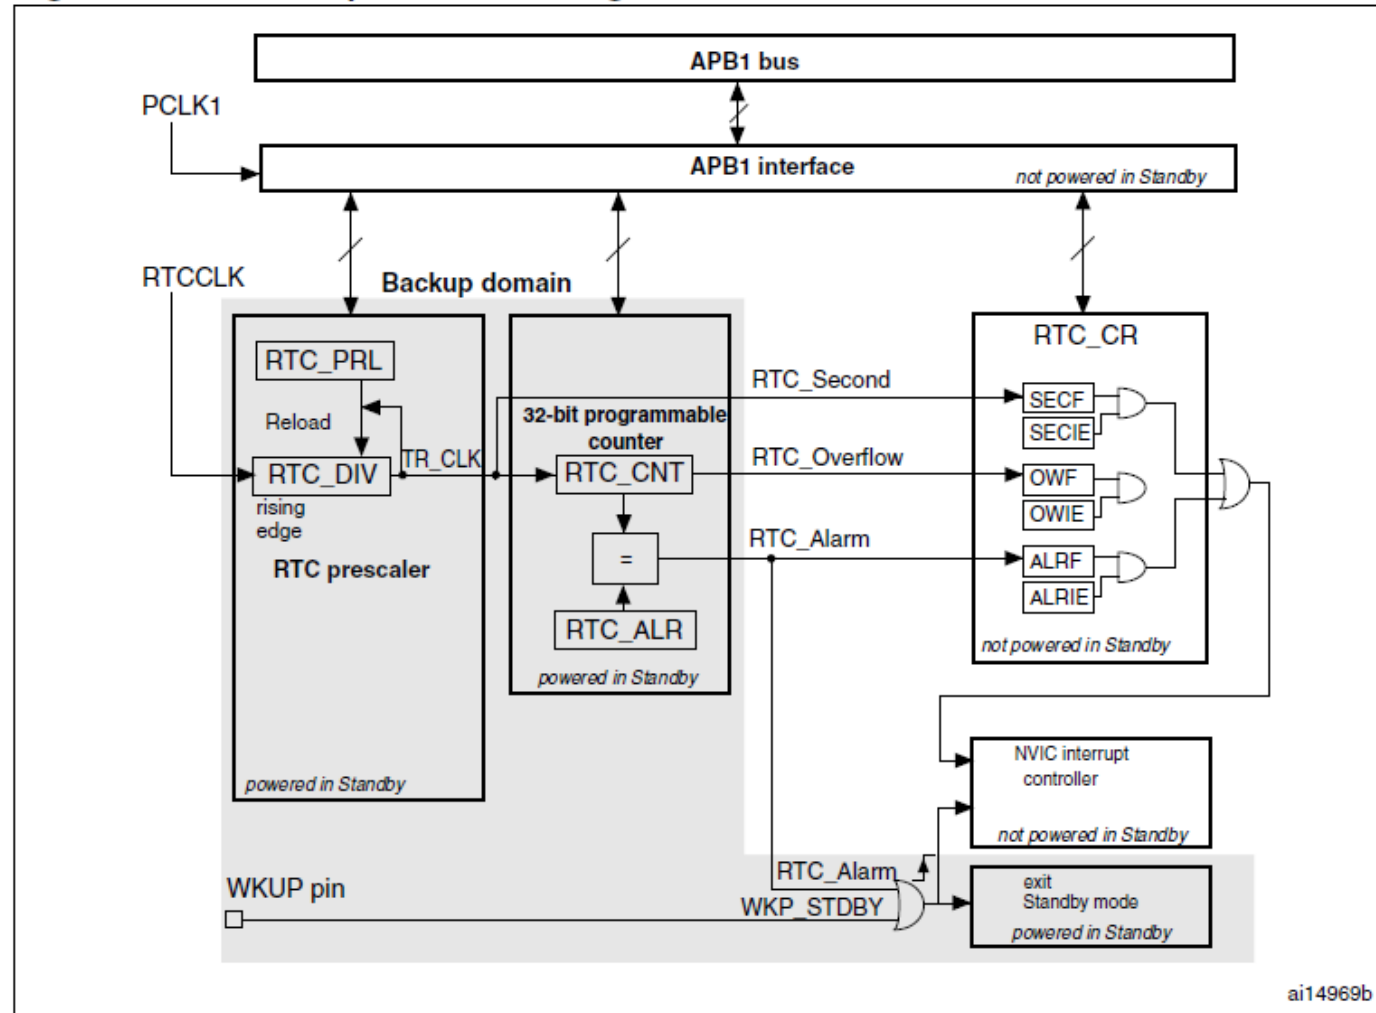 APB1 bus
PCLK1
APB1 interface
not powered in Standby
RTCCLK
Backup domain
RTC_PRL
Reload
RTC_DIV
rising
edge
RTC prescaler
powered in Standby
TR_CLK
32-bit programmable
counter
RTC_CNT
=
RTC_ALR
powered in Standby
RTC_Second
RTC_Overflow
RTC_Alarm
RTC_CR
SECF
SECIE
OWF
OWIE
ALRF
ALRIE
not powered in Standby
NVIC interrupt
controller
not powered in Standby
RTC_Alarm
WKUP pin
WKP_STDBY
exit
Standby mode
powered in Standby
ai14969b